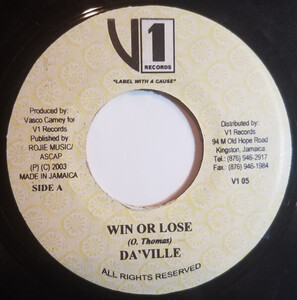 V1
RECORDS
"LABEL WITH A CAUSE"
Produced by:
Vasco Carney for
V1 Records
Published by
ROJIE MUSIC/
ASCAP
(P) (C) 2003
MADE IN JAMAICA
SIDE A
Distributed by:
V1 Records
94 M Old Hope Road
Kingston, Jamaica
Tel.: (876) 946-2917
Fax: (876) 946-1984
V1 05
WIN OR LOSE
(O. Thomas)
DA'VILLE
ALL RIGHTS RESERVED